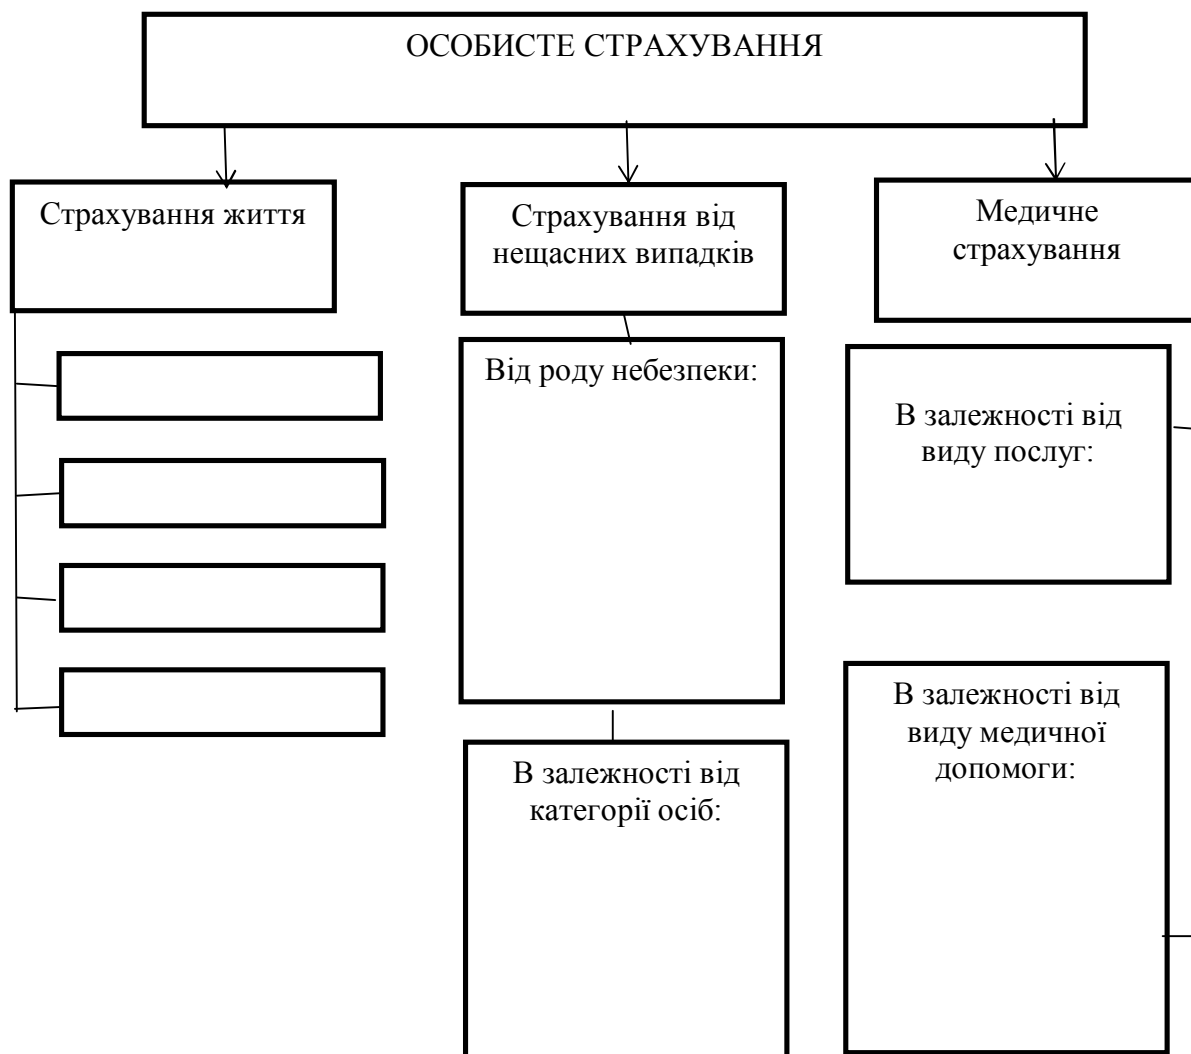 ОСОБИСТЕ СТРАХУВАННЯ
Страхування життя
Страхування від
нещасних випадків
Медичне
страхування
Від роду небезпеки:
В залежності від
виду послуг:
В залежності від
категорії осіб:
В залежності від
виду медичної
допомоги: